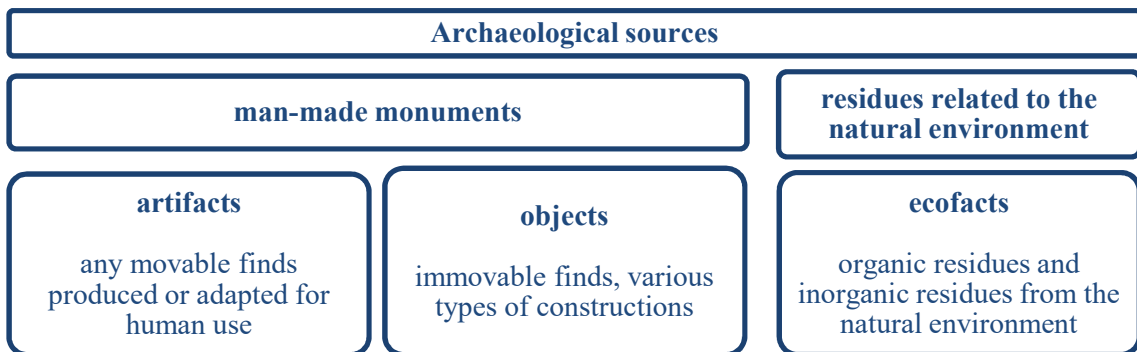 Archaeological sources
man-made monuments
residues related to the
natural environment
artifacts
any movable finds
produced or adapted for
human use
objects
immovable finds, various
types of constructions
ecofacts
organic residues and
inorganic residues from the
natural environment